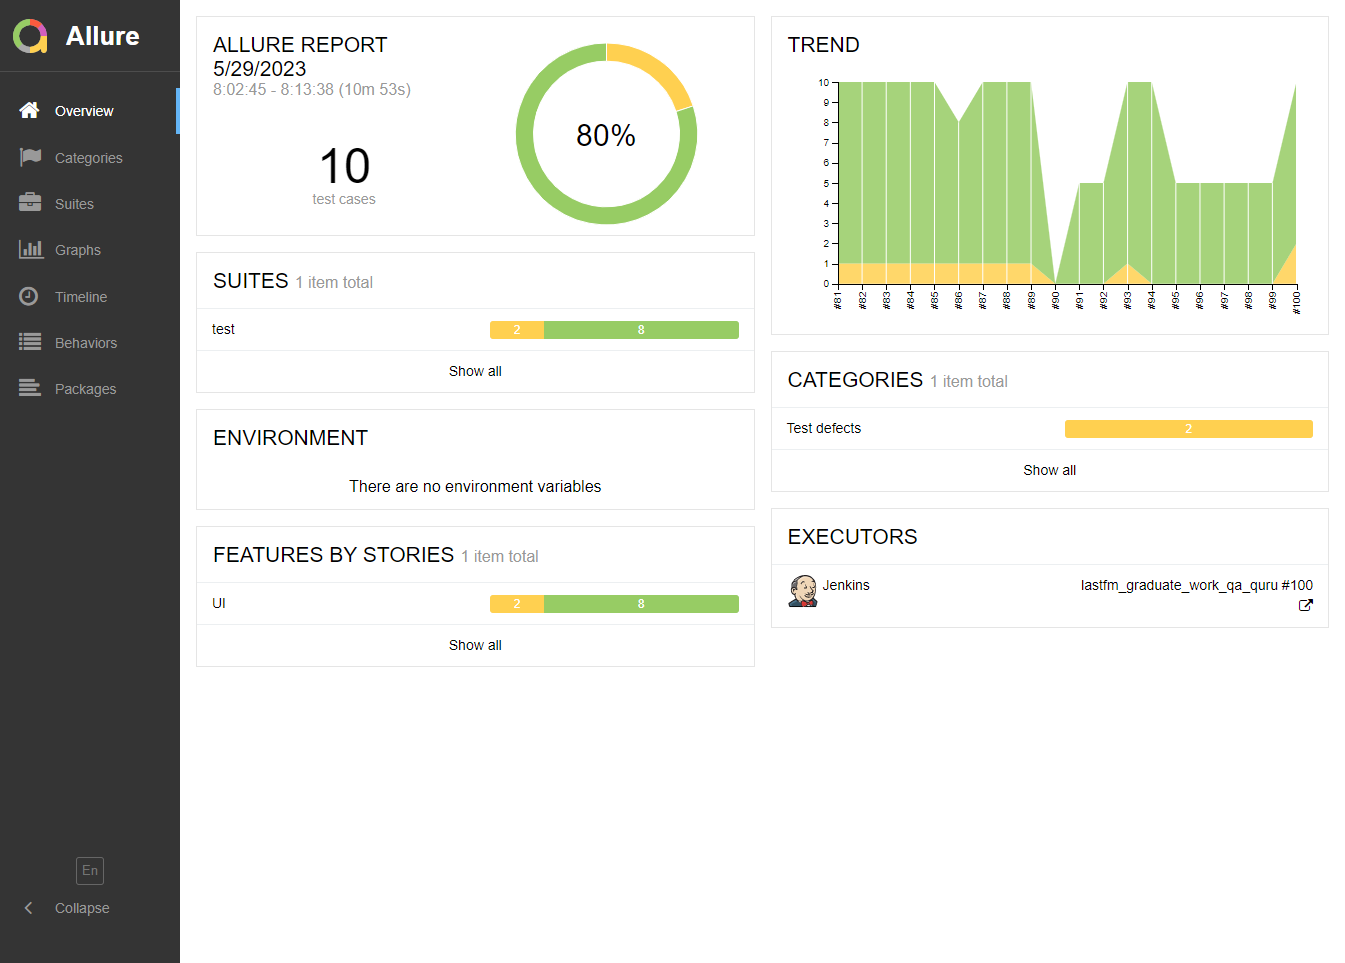 Allure
Overview
Categories
Suites
Graphs
Timeline
Behaviors
Packages
En
Collapse
ALLURE REPORT
5/29/2023
8:02:45 - 8:13:38 (10m 53s)
10
test cases
80%
SUITES 1 item total
test 2 8
Show all
ENVIRONMENT
There are no environment variables
FEATURES BY STORIES 1 item total
UI 2 8
Show all
TREND
10
9
8
7
6
5
4
3
2
1
0
#81 #82 #83 #84 #85 #86 #87 #88 #89 #90 #91 #92 #93 #94 #95 #96 #97 #98 #99 #100
CATEGORIES 1 item total
Test defects 2
Show all
EXECUTORS
Jenkins lastfm_graduate_work_qa_quru #100